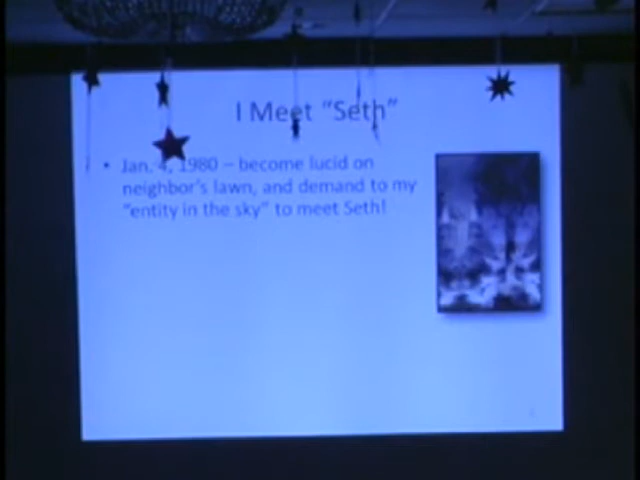 I Meet “Seth”
• Jan. 4, 1980 – become lucid on
neighbor’s lawn, and demand to my
“entity in the sky” to meet Seth!